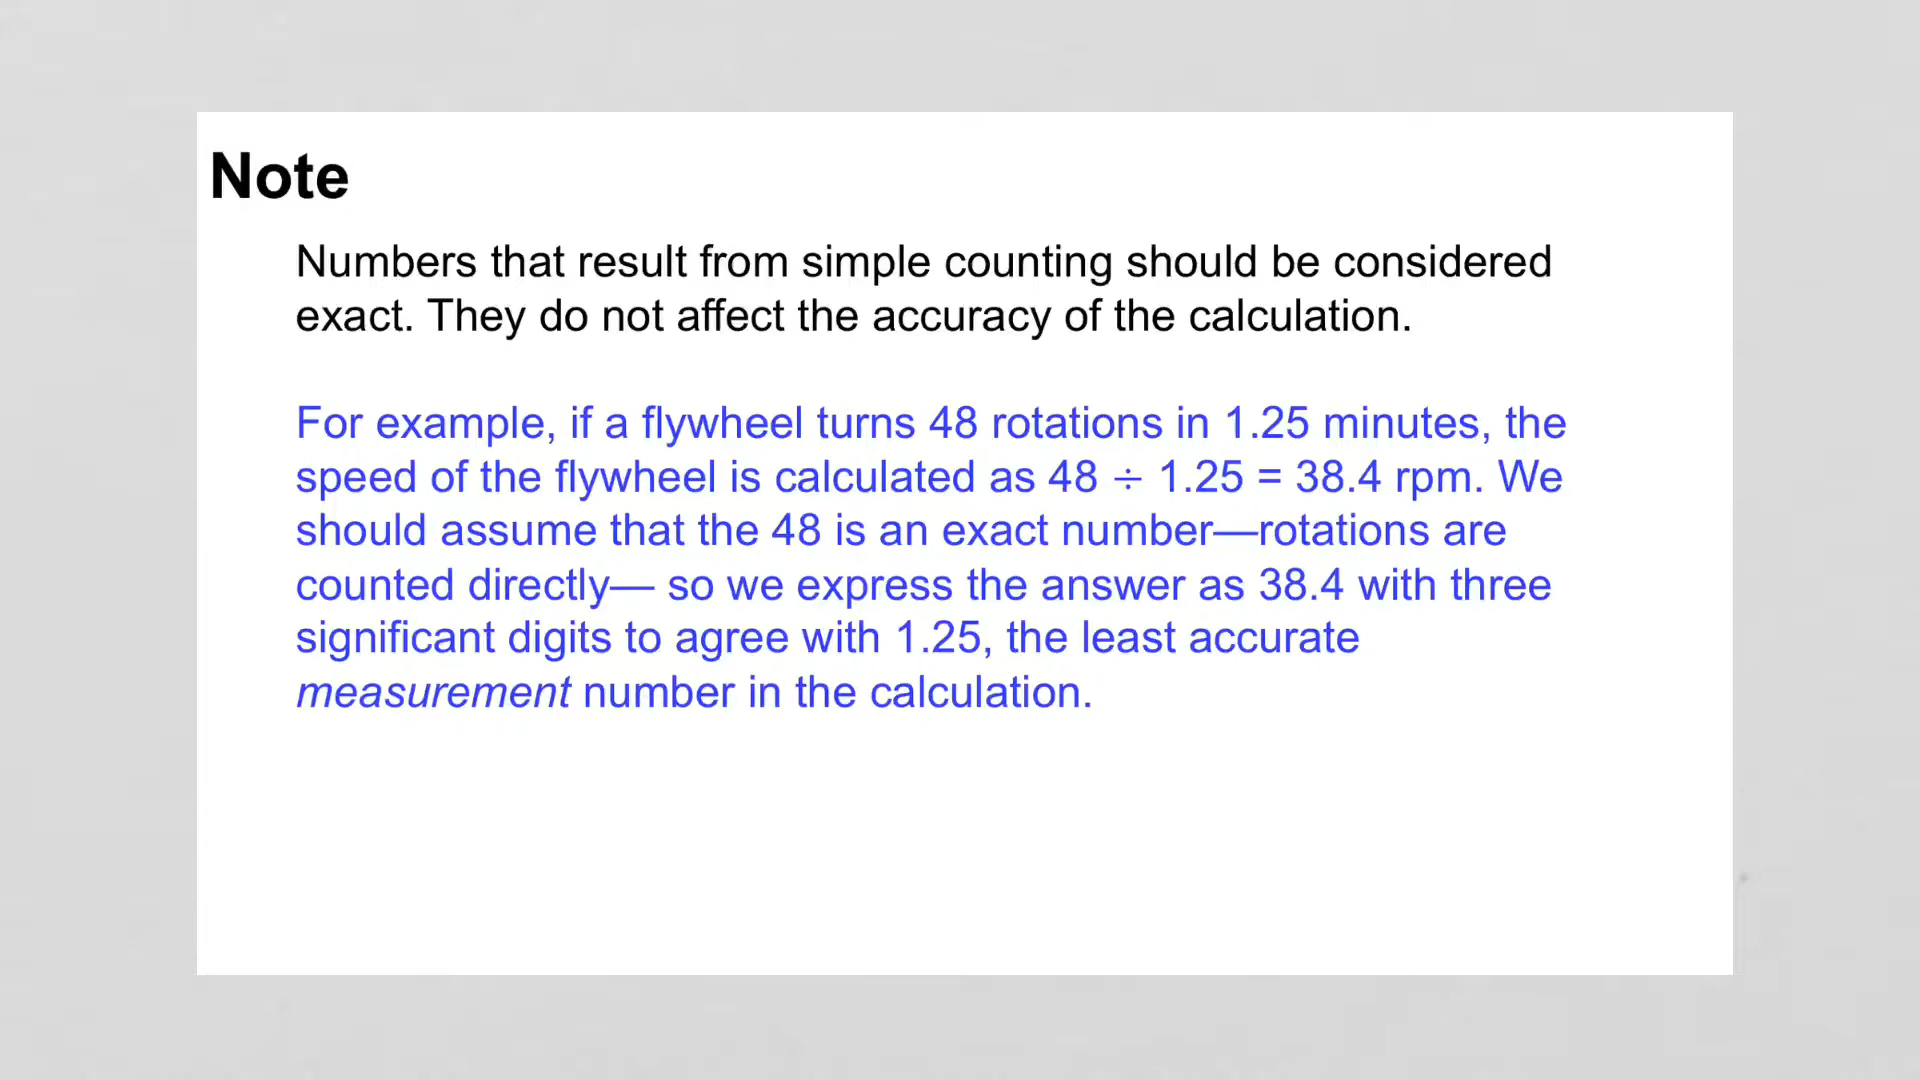 Note
Numbers that result from simple counting should be considered
exact. They do not affect the accuracy of the calculation.
For example, if a flywheel turns 48 rotations in 1.25 minutes, the
speed of the flywheel is calculated as 48 ÷ 1.25 = 38.4 rpm. We
should assume that the 48 is an exact number—rotations are
counted directly— so we express the answer as 38.4 with three
significant digits to agree with 1.25, the least accurate
measurement number in the calculation.